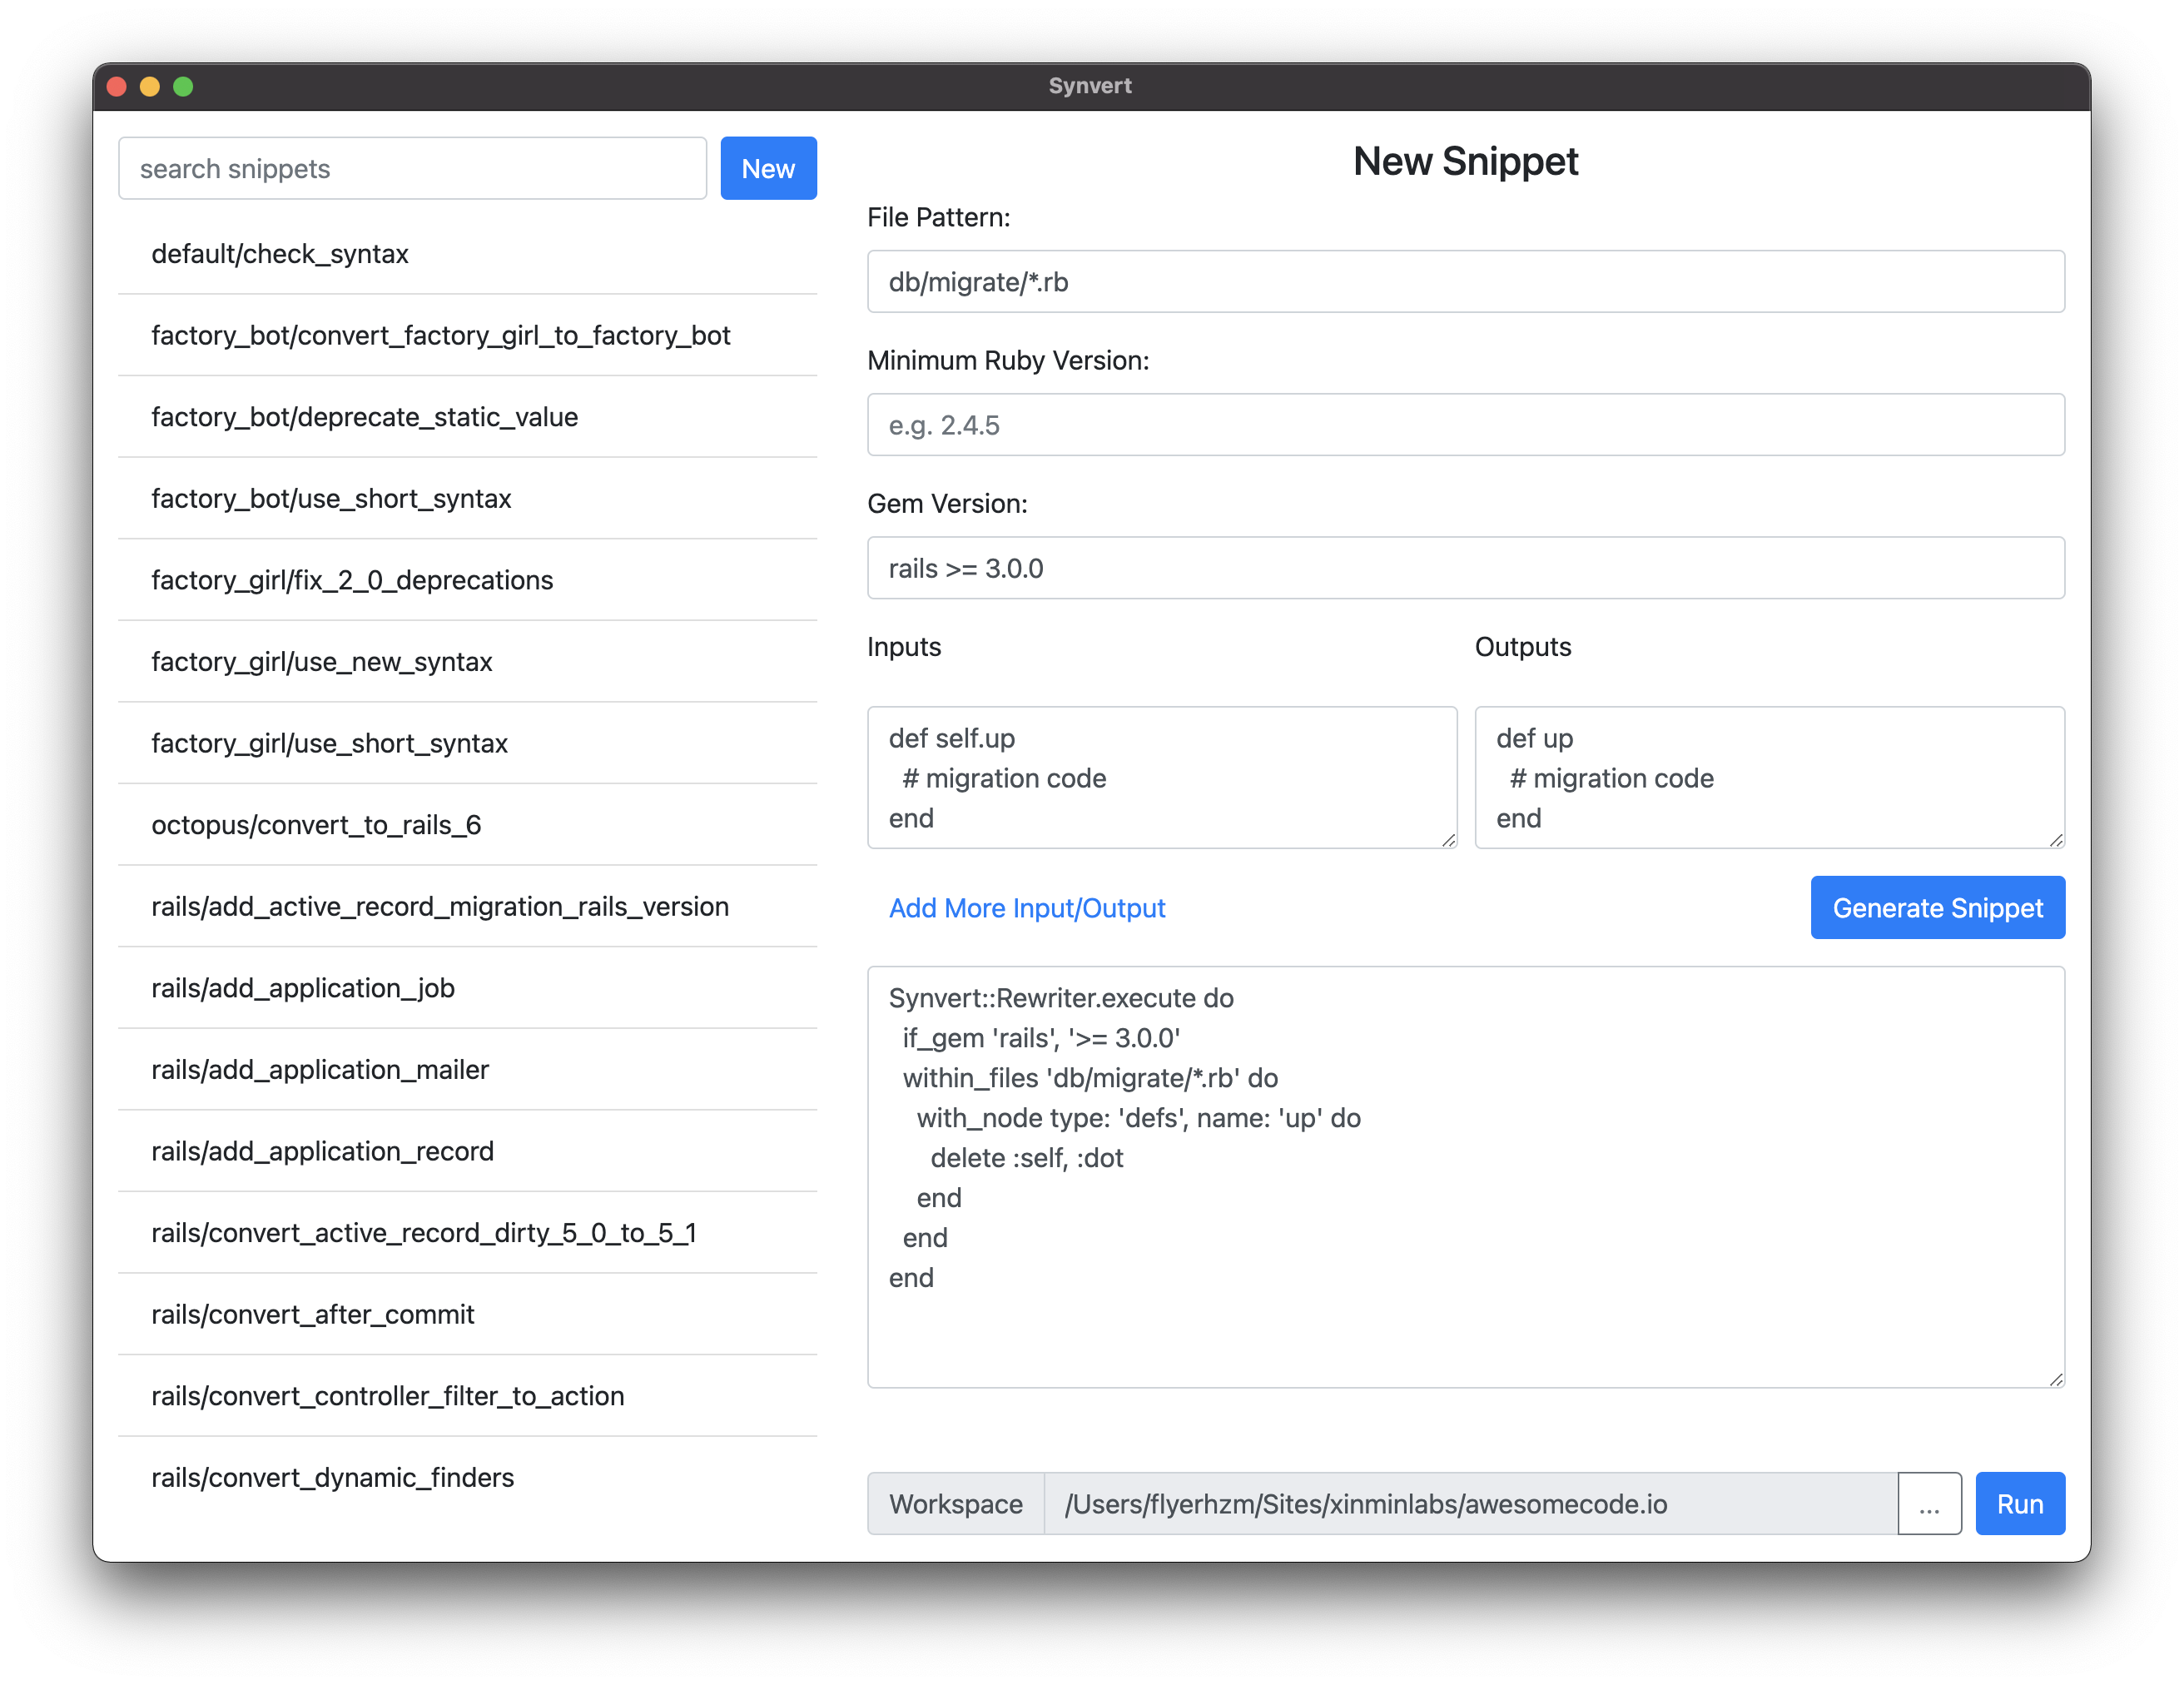 Synvert
search snippets
New
default/check_syntax
factory_bot/convert_factory_girl_to_factory_bot
factory_bot/deprecate_static_value
factory_bot/use_short_syntax
factory_girl/fix_2_0_deprecations
factory_girl/use_new_syntax
factory_girl/use_short_syntax
octopus/convert_to_rails_6
rails/add_active_record_migration_rails_version
rails/add_application_job
rails/add_application_mailer
rails/add_application_record
rails/convert_active_record_dirty_5_0_to_5_1
rails/convert_after_commit
rails/convert_controller_filter_to_action
rails/convert_dynamic_finders
New Snippet
File Pattern:
db/migrate/*.rb
Minimum Ruby Version:
e.g. 2.4.5
Gem Version:
rails >= 3.0.0
Inputs
def self.up
  # migration code
end
Outputs
def up
  # migration code
end
Add More Input/Output
Generate Snippet
Synvert::Rewriter.execute do
  if_gem 'rails', '>= 3.0.0'
  within_files 'db/migrate/*.rb' do
    with_node type: 'defs', name: 'up' do
      delete :self, :dot
    end
  end
end
Workspace
/Users/flyerhzm/Sites/xinminlabs/awesomecode.io
...
Run